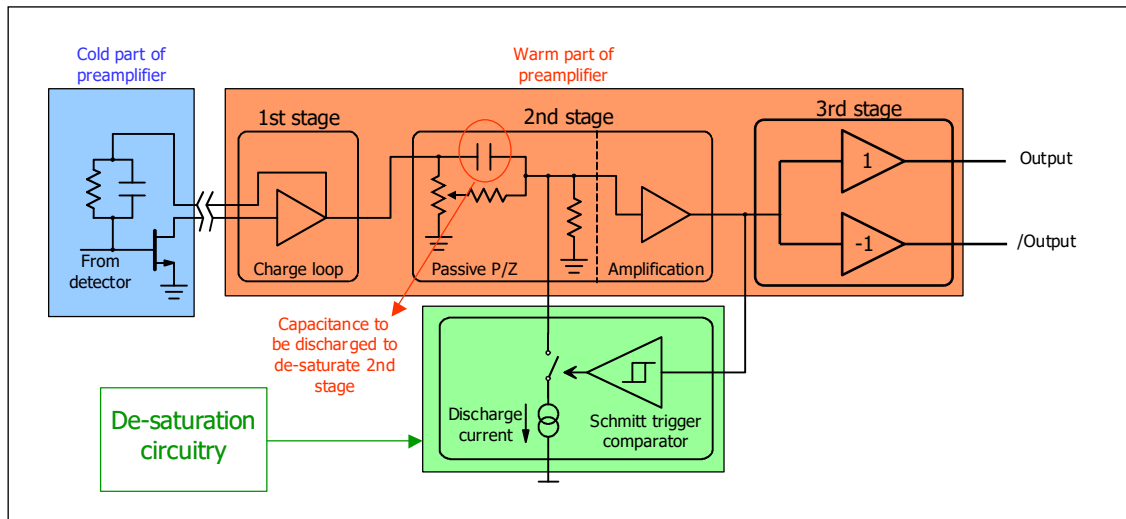 Cold part of
preamplifier
Warm part of
preamplifier
1st stage
2nd stage
3rd stage
1
Output
-1
/Output
From
detector
Charge loop
Passive P/Z
Amplification
Capacitance to
be discharged to
de-saturate 2nd
stage
De-saturation
circuitry
Discharge
current
Schmitt trigger
comparator